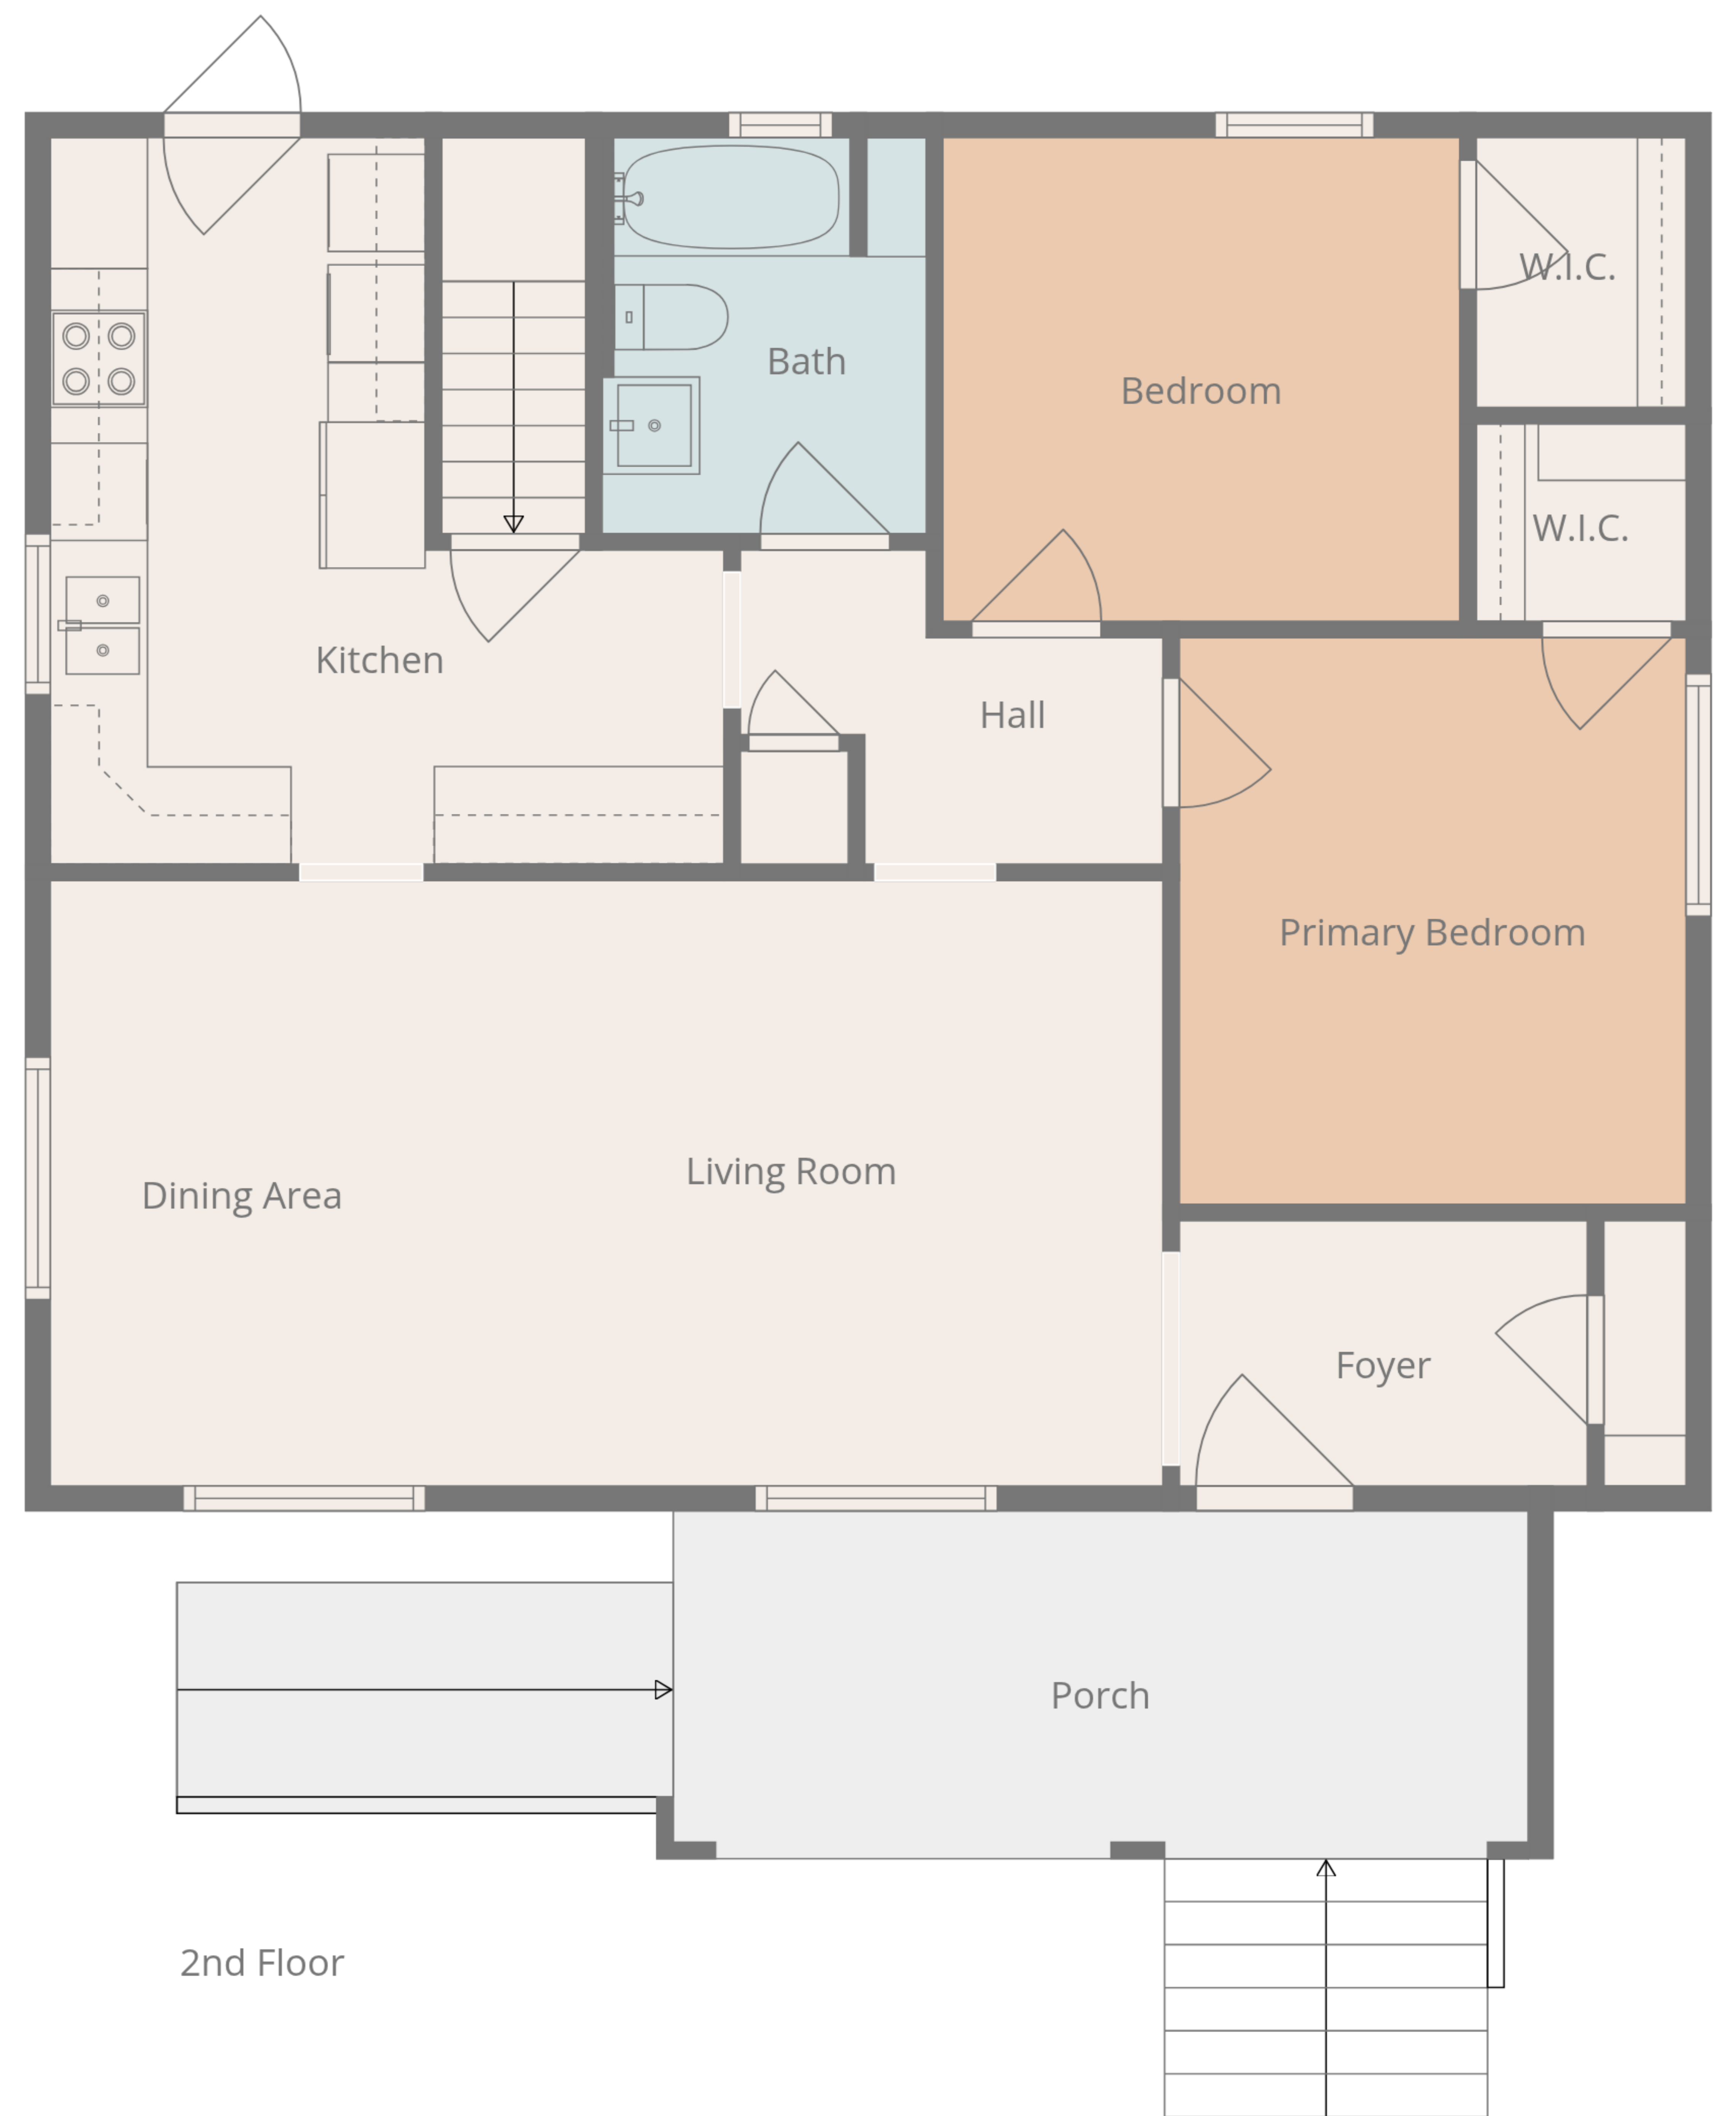 W.I.C.
Bath
Bedroom
W.I.C.
Kitchen
Hall
Primary Bedroom
Living Room
Dining Area
Foyer
Porch
2nd Floor